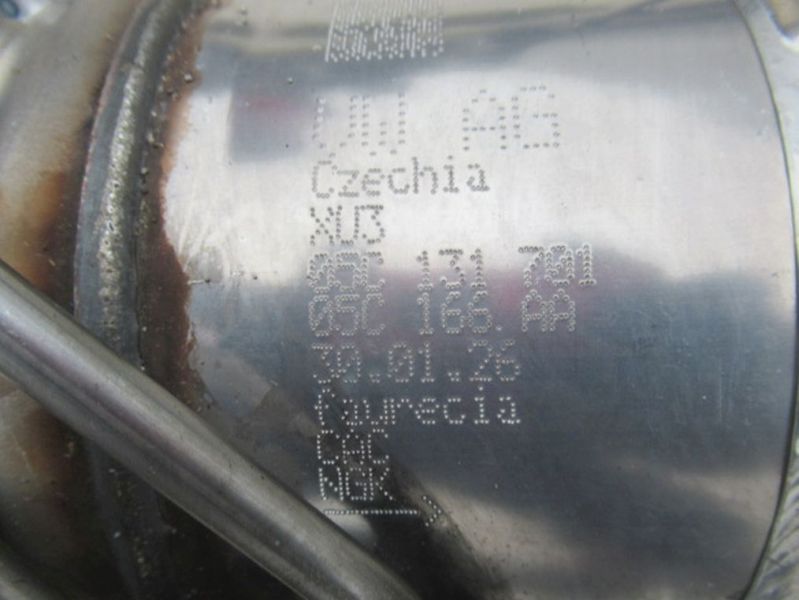 VW AG
Czechia
XU3
05C 131 701
05C 166 AA
30.01.26
faurecia
CAC
NGK